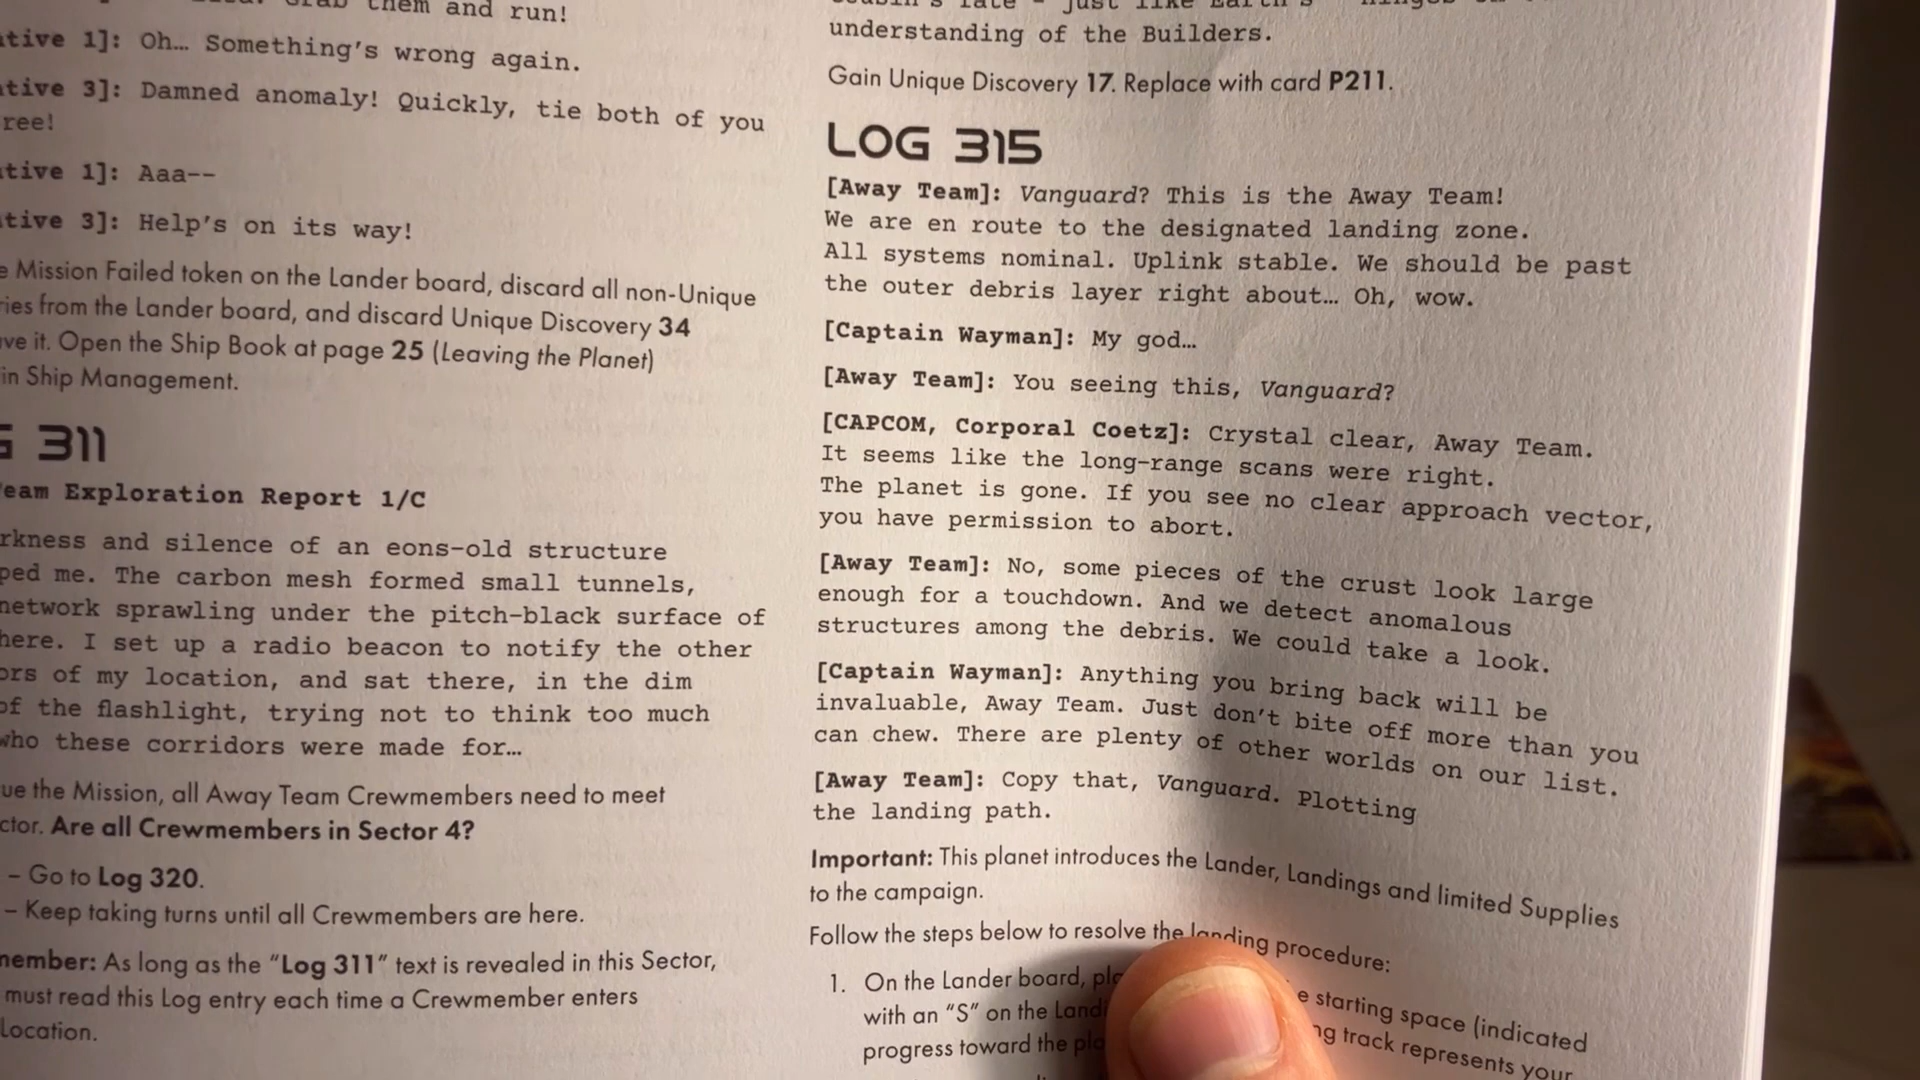 them and run!
ative 1]: Oh… Something's wrong again.
ative 3]: Damned anomaly! Quickly, tie both of you
ree!
tive 1]: Aaa--
tive 3]: Help's on its way!
e Mission Failed token on the Lander board, discard all non-Unique
ries from the Lander board, and discard Unique Discovery 34
ave it. Open the Ship Book at page 25 (Leaving the Planet)
in Ship Management.
G 311
eam Exploration Report 1/C
rkness and silence of an eons-old structure
ped me. The carbon mesh formed small tunnels,
network sprawling under the pitch-black surface of
here. I set up a radio beacon to notify the other
ors of my location, and sat there, in the dim
of the flashlight, trying not to think too much
who these corridors were made for…
ue the Mission, all Away Team Crewmembers need to meet
ctor. Are all Crewmembers in Sector 4?
– Go to Log 320.
– Keep taking turns until all Crewmembers are here.
member: As long as the “Log 311” text is revealed in this Sector,
must read this Log entry each time a Crewmember enters
Location.
understanding of the Builders.
Gain Unique Discovery 17. Replace with card P211.
LOG 315
[Away Team]: Vanguard? This is the Away Team!
We are en route to the designated landing zone.
All systems nominal. Uplink stable. We should be past
the outer debris layer right about… Oh, wow.
[Captain Wayman]: My god…
[Away Team]: You seeing this, Vanguard?
[CAPCOM, Corporal Coetz]: Crystal clear, Away Team.
It seems like the long-range scans were right.
The planet is gone. If you see no clear approach vector,
you have permission to abort.
[Away Team]: No, some pieces of the crust look large
enough for a touchdown. And we detect anomalous
structures among the debris. We could take a look.
[Captain Wayman]: Anything you bring back will be
invaluable, Away Team. Just don't bite off more than you
can chew. There are plenty of other worlds on our list.
[Away Team]: Copy that, Vanguard. Plotting
the landing path.
Important: This planet introduces the Lander, Landings and limited Supplies
to the campaign.
Follow the steps below to resolve the landing procedure:
1. On the Lander board, pl e starting space (indicated
with an “S” on the Land ng track represents your
progress toward the pla